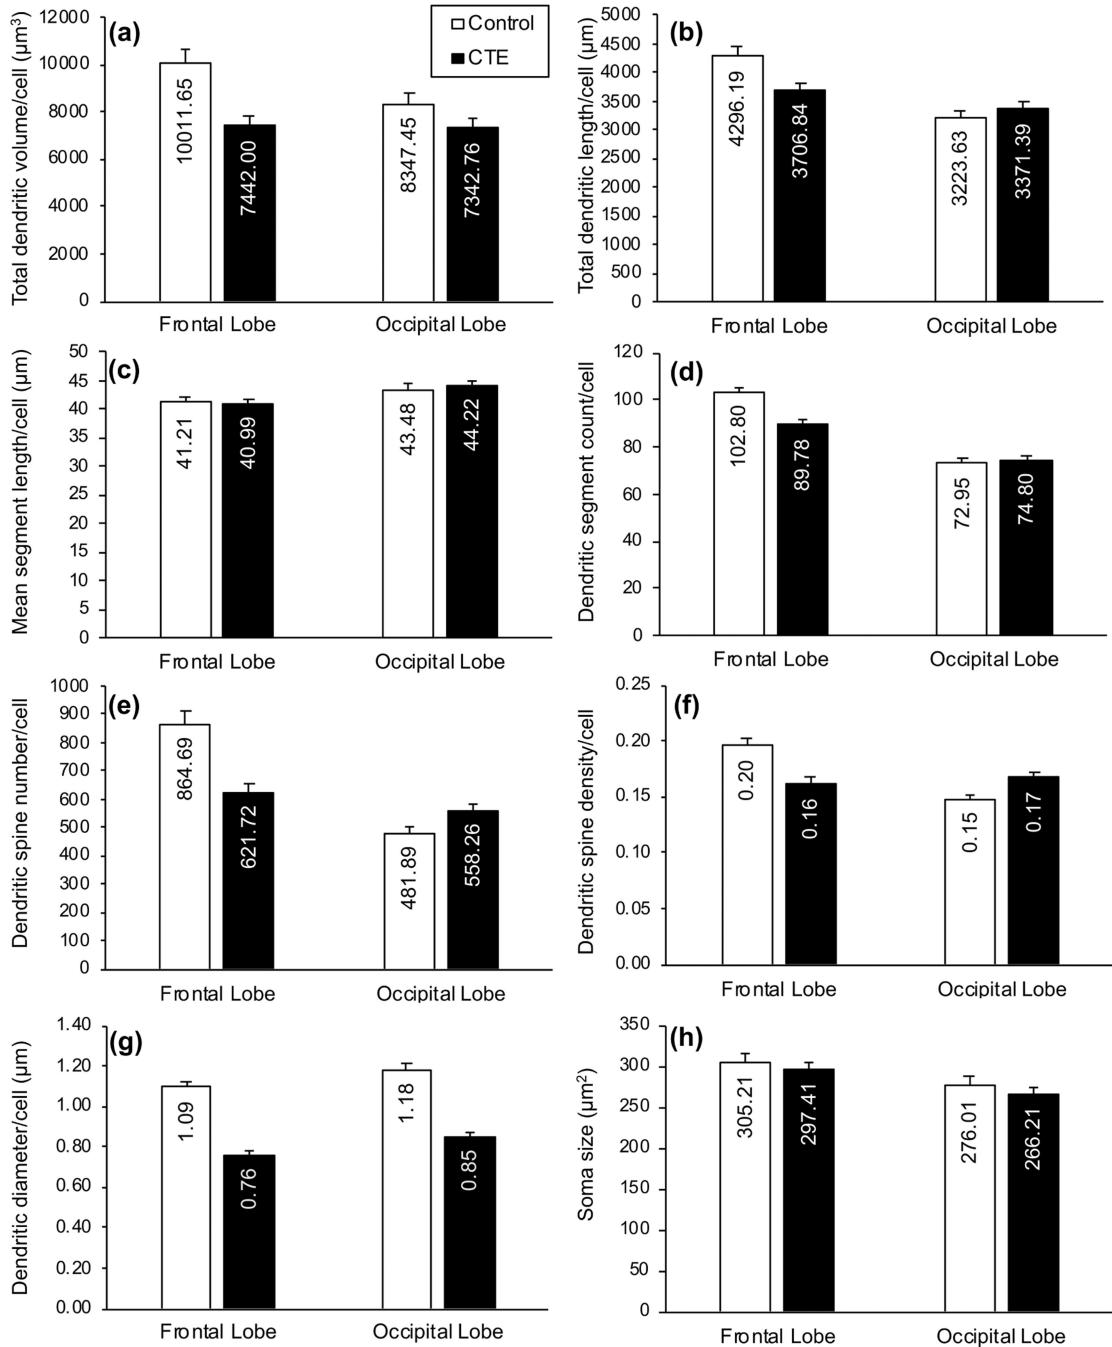 (a)
Control
CTE
Total dendritic volume/cell (µm³)
12000
10000
8000
6000
4000
2000
0
10011.65
7442.00
8347.45
7342.76
Frontal Lobe
Occipital Lobe
(b)
Total dendritic length/cell (µm)
5000
4500
4000
3500
3000
2500
2000
1500
1000
500
0
4296.19
3706.84
3223.63
3371.39
Frontal Lobe
Occipital Lobe
(c)
Mean segment length/cell (µm)
50
45
40
35
30
25
20
15
10
5
0
41.21
40.99
43.48
44.22
Frontal Lobe
Occipital Lobe
(d)
Dendritic segment count/cell
120
100
80
60
40
20
0
102.80
89.78
72.95
74.80
Frontal Lobe
Occipital Lobe
(e)
Dendritic spine number/cell
1000
900
800
700
600
500
400
300
200
100
0
864.69
621.72
481.89
558.26
Frontal Lobe
Occipital Lobe
(f)
Dendritic spine density/cell
0.25
0.20
0.15
0.10
0.05
0.00
0.20
0.16
0.15
0.17
Frontal Lobe
Occipital Lobe
(g)
Dendritic diameter/cell (µm)
1.40
1.20
1.00
0.80
0.60
0.40
0.20
0.00
1.09
0.76
1.18
0.85
Frontal Lobe
Occipital Lobe
(h)
Soma size (µm²)
350
300
250
200
150
100
50
0
305.21
297.41
276.01
266.21
Frontal Lobe
Occipital Lobe